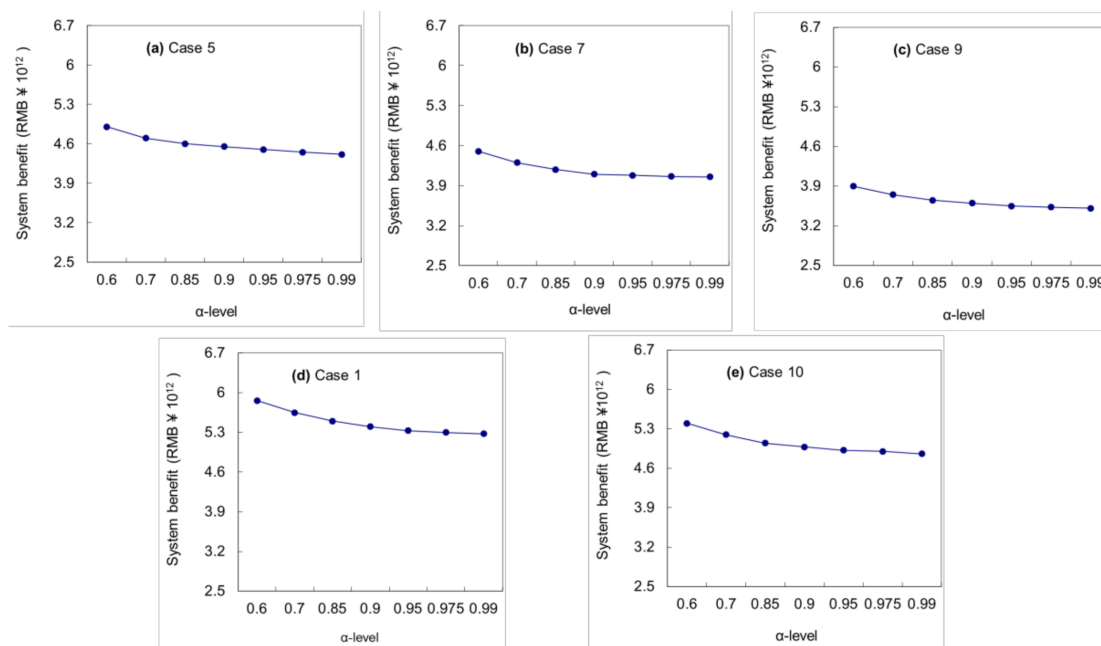 (a) Case 5
System benefit (RMB ¥ 10¹² )
6.7
6
5.3
4.6
3.9
3.2
2.5
0.6 0.7 0.85 0.9 0.95 0.975 0.99
α-level
(b) Case 7
System benefit (RMB ¥ 10¹²)
6.7
6
5.3
4.6
3.9
3.2
2.5
0.6 0.7 0.85 0.9 0.95 0.975 0.99
α-level
(c) Case 9
System benefit (RMB ¥10¹²)
6.7
6
5.3
4.6
3.9
3.2
2.5
0.6 0.7 0.85 0.9 0.95 0.975 0.99
α-level
(d) Case 1
System benefit (RMB ¥ 10¹² )
6.7
6
5.3
4.6
3.9
3.2
2.5
0.6 0.7 0.85 0.9 0.95 0.975 0.99
α-level
(e) Case 10
System benefit (RMB ¥10¹²)
6.7
6
5.3
4.6
3.9
3.2
2.5
0.6 0.7 0.85 0.9 0.95 0.975 0.99
α-level